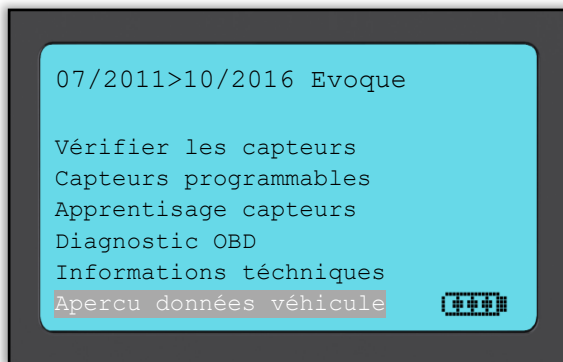 07/2011>10/2016 Evoque
Vérifier les capteurs
Capteurs programmables
Apprentisage capteurs
Diagnostic OBD
Informations téchniques
Apercu données véhicule